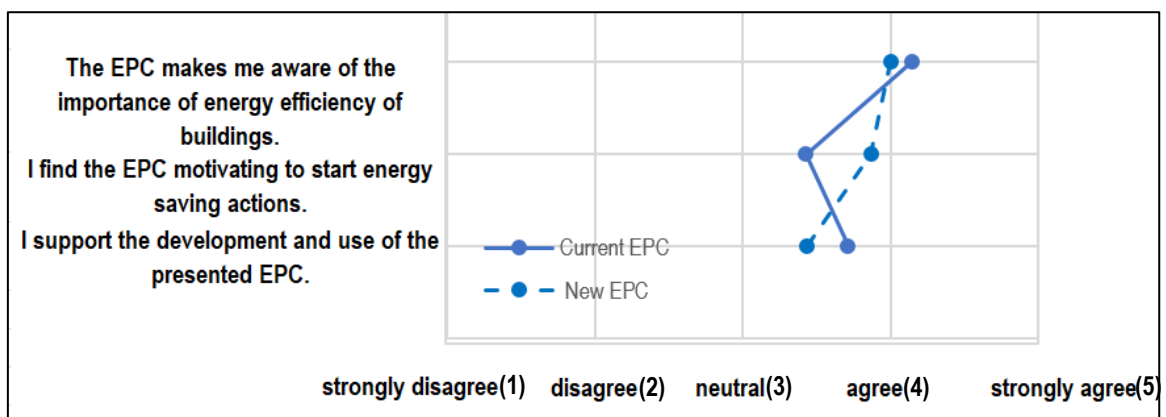 The EPC makes me aware of the
importance of energy efficiency of
buildings.
I find the EPC motivating to start energy
saving actions.
I support the development and use of the
presented EPC.
Current EPC
New EPC
strongly disagree(1) disagree(2) neutral(3) agree(4) strongly agree(5)